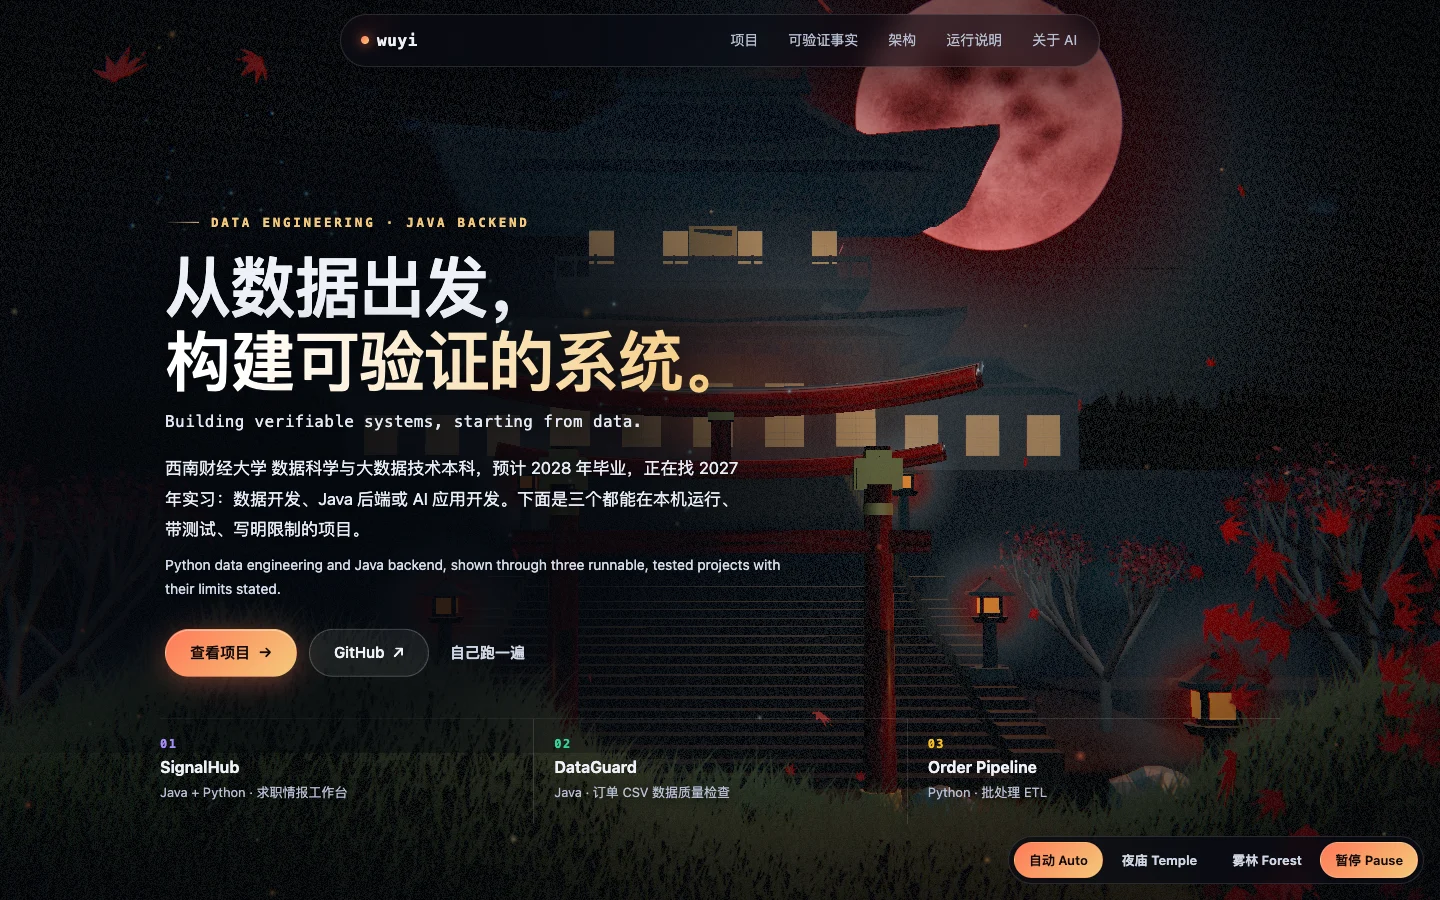 wuyi
项目 可验证事实 架构 运行说明 关于 AI
DATA ENGINEERING · JAVA BACKEND
从数据出发，
构建可验证的系统。
Building verifiable systems, starting from data.
西南财经大学 数据科学与大数据技术本科，预计 2028 年毕业，正在找 2027
年实习：数据开发、Java 后端或 AI 应用开发。下面是三个都能在本机运行、
带测试、写明限制的项目。
Python data engineering and Java backend, shown through three runnable, tested projects with
their limits stated.
查看项目 → GitHub ↗ 自己跑一遍
01
SignalHub
Java + Python · 求职情报工作台
02
DataGuard
Java · 订单 CSV 数据质量检查
03
Order Pipeline
Python · 批处理 ETL
自动 Auto 夜庙 Temple 雾林 Forest 暂停 Pause